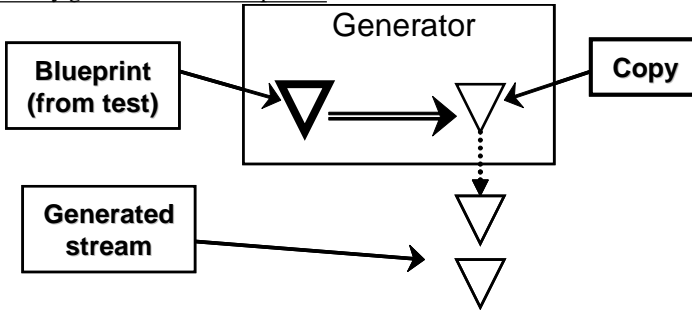 Generator
Blueprint
(from test)
Copy
Generated
stream